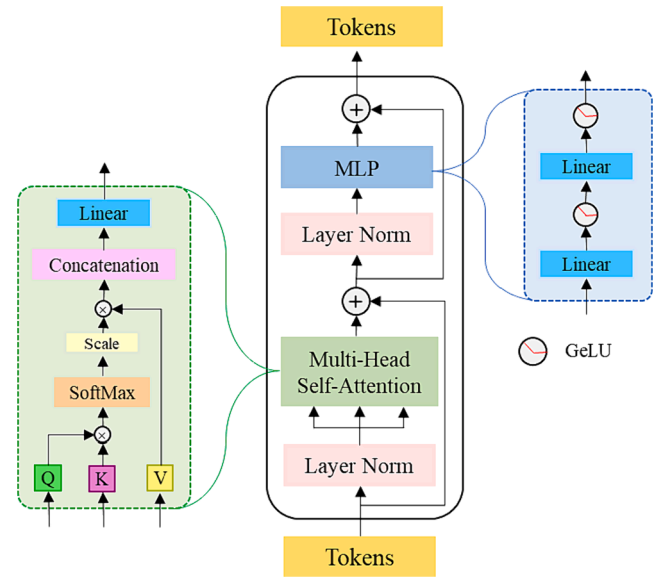 Tokens
MLP
Layer Norm
Multi-Head
Self-Attention
Layer Norm
Tokens
Linear
Concatenation
Scale
SoftMax
Q
K
V
Linear
Linear
GeLU